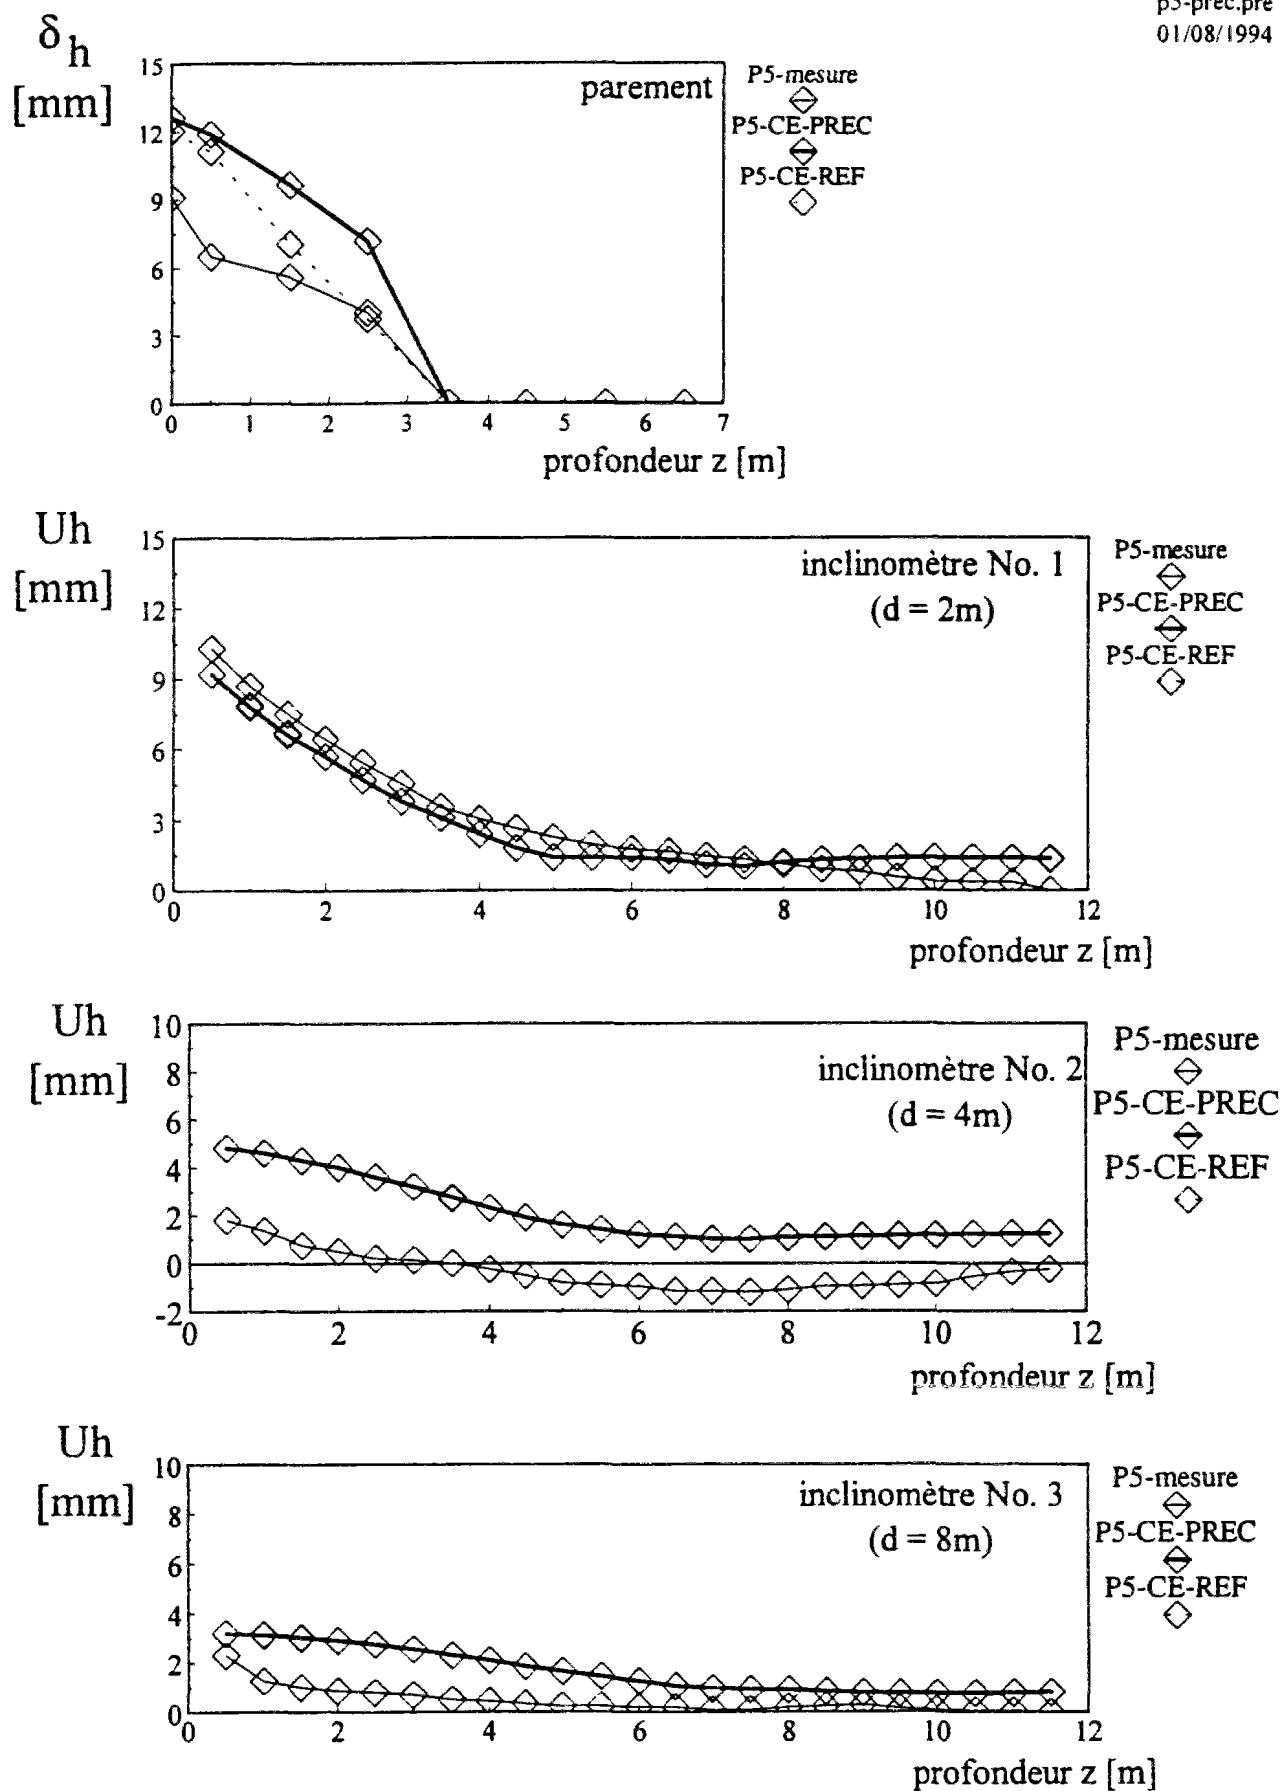 p5-prec.pre
01/08/1994
δh
[mm]
parement
P5-mesure
P5-CE-PREC
P5-CE-REF
15
12
9
6
3
0
0 1 2 3 4 5 6 7
profondeur z [m]
Uh
[mm]
inclinomètre No. 1
(d = 2m)
P5-mesure
P5-CE-PREC
P5-CE-REF
15
12
9
6
3
0
0 2 4 6 8 10 12
profondeur z [m]
Uh
[mm]
inclinomètre No. 2
(d = 4m)
P5-mesure
P5-CE-PREC
P5-CE-REF
10
8
6
4
2
0
-2
0 2 4 6 8 10 12
profondeur z [m]
Uh
[mm]
inclinomètre No. 3
(d = 8m)
P5-mesure
P5-CE-PREC
P5-CE-REF
10
8
6
4
2
0
0 2 4 6 8 10 12
profondeur z [m]